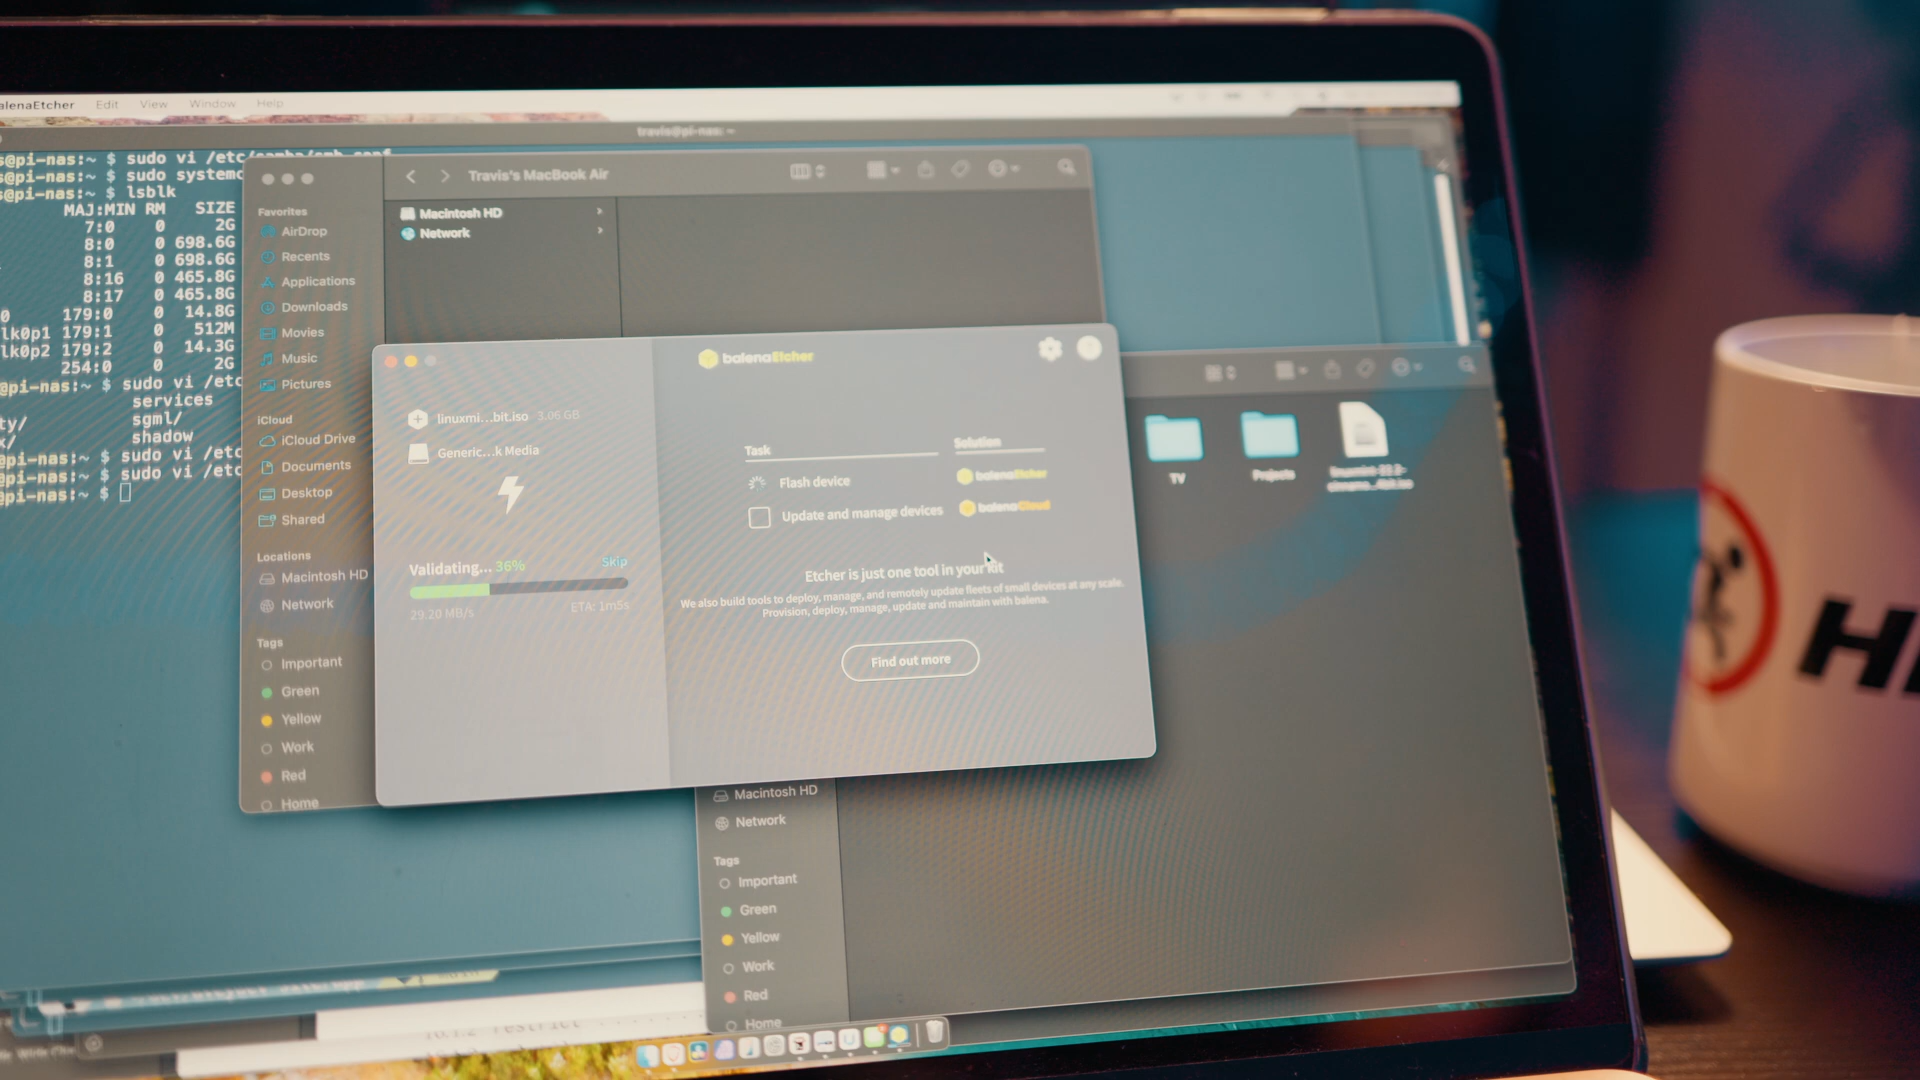 alenaEtcher Edit View Window Help
travis@pi-nas: ~
s@pi-nas:~ $ sudo vi /etc/samba/smb.conf
s@pi-nas:~ $ sudo systemc
s@pi-nas:~ $ lsblk
MAJ:MIN RM SIZE
7:0 0 2G
8:0 0 698.6G
8:1 0 698.6G
8:16 0 465.8G
8:17 0 465.8G
0 179:0 0 14.8G
lk0p1 179:1 0 512M
lk0p2 179:2 0 14.3G
254:0 0 2G
@pi-nas:~ $ sudo vi /etc
services
ty/ sgml/
x/ shadow
@pi-nas:~ $ sudo vi /etc
@pi-nas:~ $ sudo vi /etc
@pi-nas:~ $
Travis's MacBook Air
Macintosh HD
Network
Favorites
AirDrop
Recents
Applications
Downloads
Movies
Music
Pictures
iCloud
iCloud Drive
Documents
Desktop
Shared
Locations
Macintosh HD
Network
Tags
Important
Green
Yellow
Work
Red
Home
balenaEtcher
linuxmi...bit.iso 3.06 GB
Generic...k Media
Validating... 36% Skip
29.20 MB/s ETA: 1m5s
Task Solution
Flash device balenaEtcher
Update and manage devices balenaCloud
Etcher is just one tool in your kit
We also build tools to deploy, manage, and remotely update fleets of small devices at any scale.
Provision, deploy, manage, update and maintain with balena.
Find out more
TV
Projects
Macintosh HD
Network
Tags
Important
Green
Yellow
Work
Red
Home
restrict
H